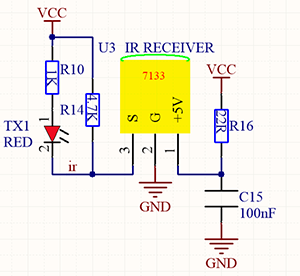 VCC
U3 IR RECEIVER
R10
1K
7133
VCC
R14
4.7K
TX1
RED
1
2
S
G
+5V
R16
22R
3
2
1
ir
GND
C15
100nF
GND